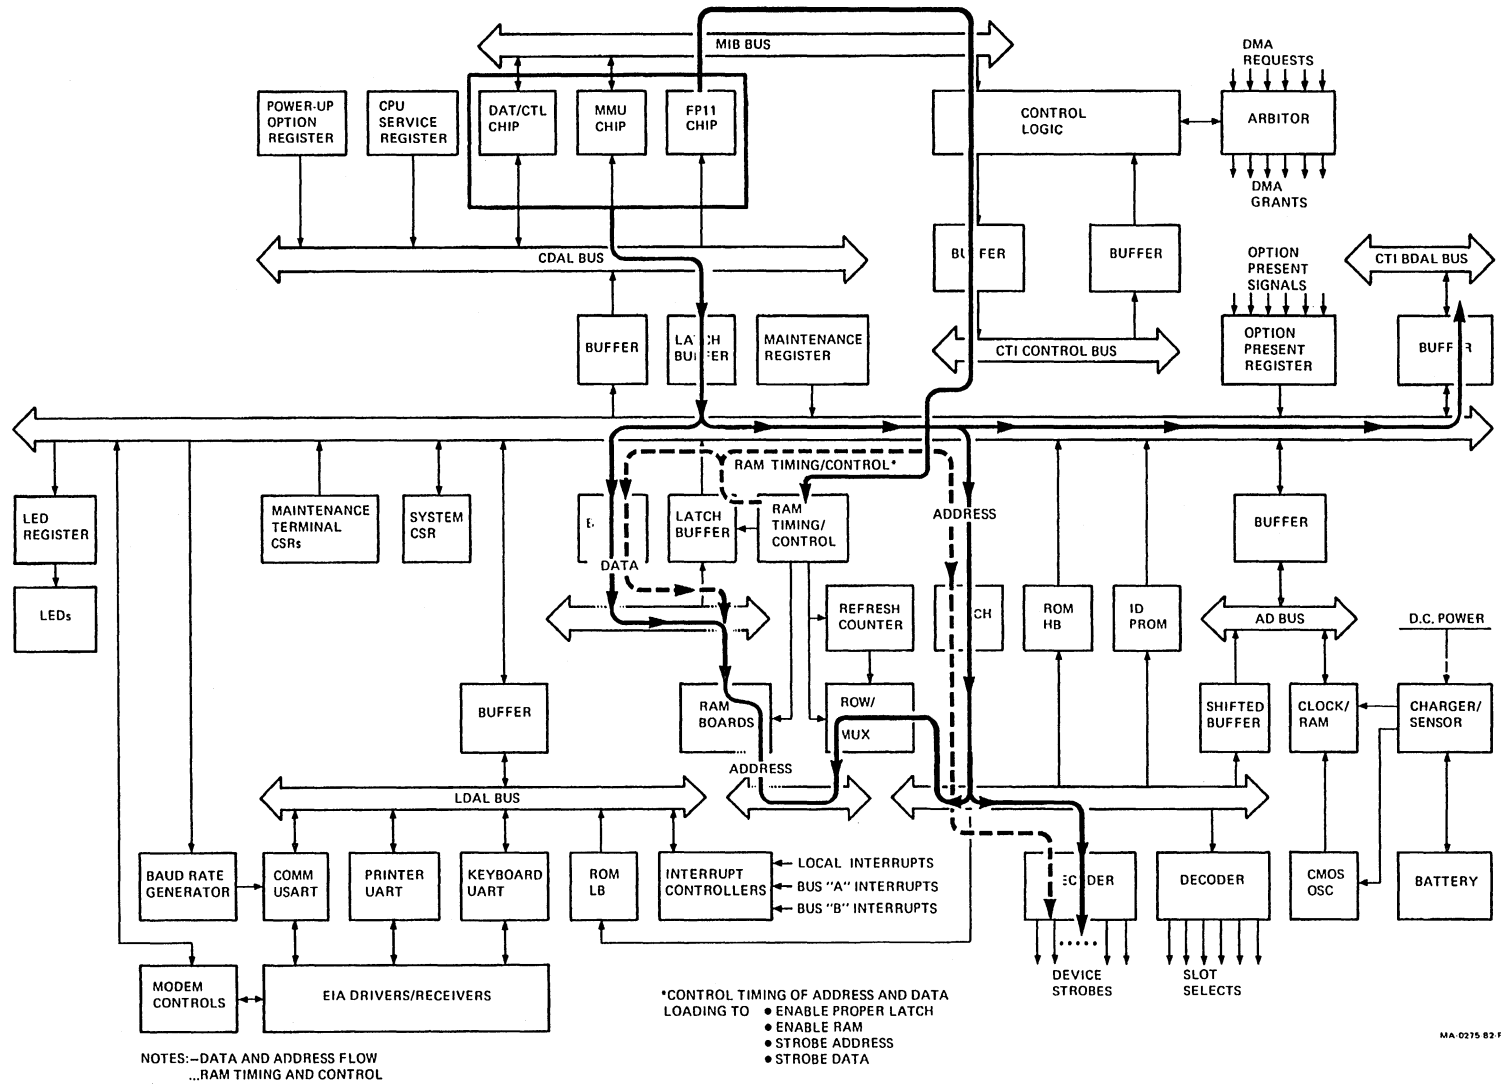 MIB BUS
DMA
REQUESTS
POWER-UP
OPTION
REGISTER
CPU
SERVICE
REGISTER
DAT/CTL
CHIP
MMU
CHIP
FP11
CHIP
CONTROL
LOGIC
ARBITOR
DMA
GRANTS
CDAL BUS
BUFFER
BUFFER
OPTION
PRESENT
SIGNALS
CTI BDAL BUS
BUFFER
LATCH
BUFFER
MAINTENANCE
REGISTER
CTI CONTROL BUS
OPTION
PRESENT
REGISTER
BUFFER
RAM TIMING/CONTROL*
LED
REGISTER
MAINTENANCE
TERMINAL
CSRs
SYSTEM
CSR
LATCH
BUFFER
RAM
TIMING/
CONTROL
ADDRESS
BUFFER
DATA
LEDs
REFRESH
COUNTER
CH
ROM
HB
ID
PROM
AD BUS
D.C. POWER
BUFFER
RAM
BOARDS
ROW/
MUX
SHIFTED
BUFFER
CLOCK/
RAM
CHARGER/
SENSOR
ADDRESS
LDAL BUS
BAUD RATE
GENERATOR
COMM
USART
PRINTER
UART
KEYBOARD
UART
ROM
LB
INTERRUPT
CONTROLLERS
LOCAL INTERRUPTS
BUS "A" INTERRUPTS
BUS "B" INTERRUPTS
DECODER
DECODER
CMOS
OSC
BATTERY
MODEM
CONTROLS
EIA DRIVERS/RECEIVERS
DEVICE
STROBES
SLOT
SELECTS
*CONTROL TIMING OF ADDRESS AND DATA
LOADING TO ● ENABLE PROPER LATCH
● ENABLE RAM
● STROBE ADDRESS
● STROBE DATA
NOTES:–DATA AND ADDRESS FLOW
...RAM TIMING AND CONTROL
MA-0275-82-F